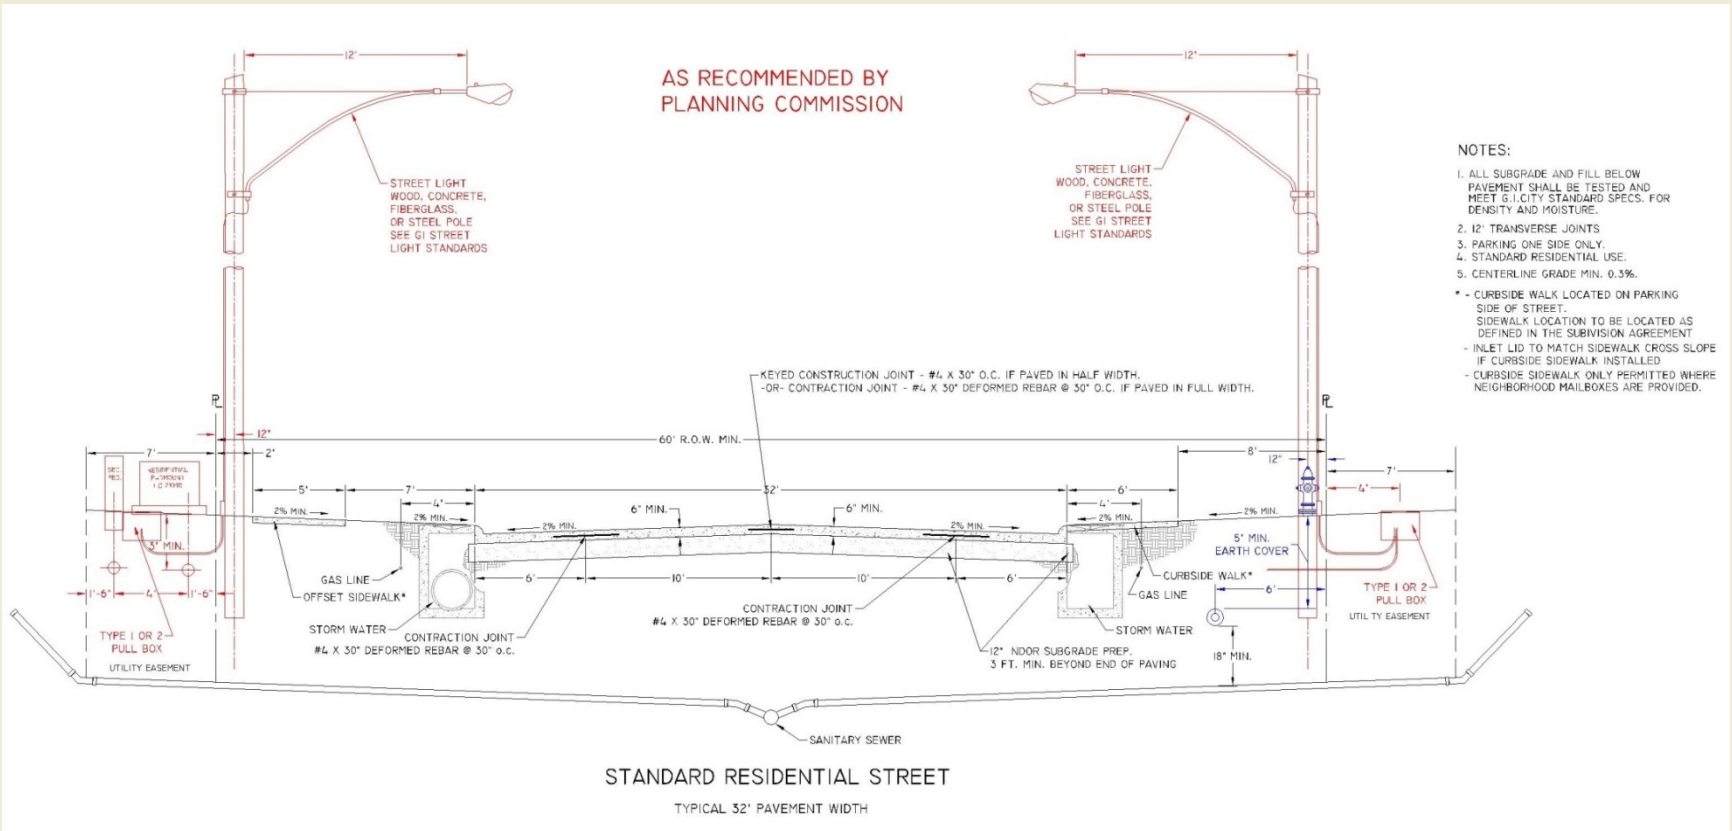 12'
AS RECOMMENDED BY
PLANNING COMMISSION
12'
STREET LIGHT
WOOD, CONCRETE,
FIBERGLASS,
OR STEEL POLE
SEE GI STREET
LIGHT STANDARDS
STREET LIGHT
WOOD, CONCRETE,
FIBERGLASS,
OR STEEL POLE
SEE GI STREET
LIGHT STANDARDS
NOTES:
1. ALL SUBGRADE AND FILL BELOW
PAVEMENT SHALL BE TESTED AND
MEET G.I.CITY STANDARD SPECS. FOR
DENSITY AND MOISTURE.
2. 12' TRANSVERSE JOINTS
3. PARKING ONE SIDE ONLY.
4. STANDARD RESIDENTIAL USE.
5. CENTERLINE GRADE MIN. 0.3%.
* - CURBSIDE WALK LOCATED ON PARKING
SIDE OF STREET.
SIDEWALK LOCATION TO BE LOCATED AS
DEFINED IN THE SUBIVISION AGREEMENT
- INLET LID TO MATCH SIDEWALK CROSS SLOPE
IF CURBSIDE SIDEWALK INSTALLED
- CURBSIDE SIDEWALK ONLY PERMITTED WHERE
NEIGHBORHOOD MAILBOXES ARE PROVIDED.
KEYED CONSTRUCTION JOINT - #4 X 30" O.C. IF PAVED IN HALF WIDTH.
-OR- CONTRACTION JOINT - #4 X 30" DEFORMED REBAR @ 30" O.C. IF PAVED IN FULL WIDTH.
PL
PL
12"
60' R.O.W. MIN.
7'
2'
8'
12"
7'
SEC.
PED.
RESIDENTIAL
5'
7'
32'
6'
4'
4'
4'
2% MIN.
2% MIN.
2% MIN.
6" MIN.
6" MIN.
2% MIN.
2% MIN.
2% MIN.
3' MIN.
5' MIN.
EARTH COVER
GAS LINE
6'
10'
10'
6'
CURBSIDE WALK*
1'-6"
4'
1'-6"
OFFSET SIDEWALK*
GAS LINE
6'
TYPE 1 OR 2
PULL BOX
UTILITY EASEMENT
CONTRACTION JOINT
#4 X 30" DEFORMED REBAR @ 30" o.c.
STORM WATER
STORM WATER
CONTRACTION JOINT
#4 X 30" DEFORMED REBAR @ 30" o.c.
TYPE 1 OR 2
PULL BOX
UTILITY EASEMENT
12" NDOR SUBGRADE PREP.
3 FT. MIN. BEYOND END OF PAVING
18" MIN.
SANITARY SEWER
STANDARD RESIDENTIAL STREET
TYPICAL 32' PAVEMENT WIDTH